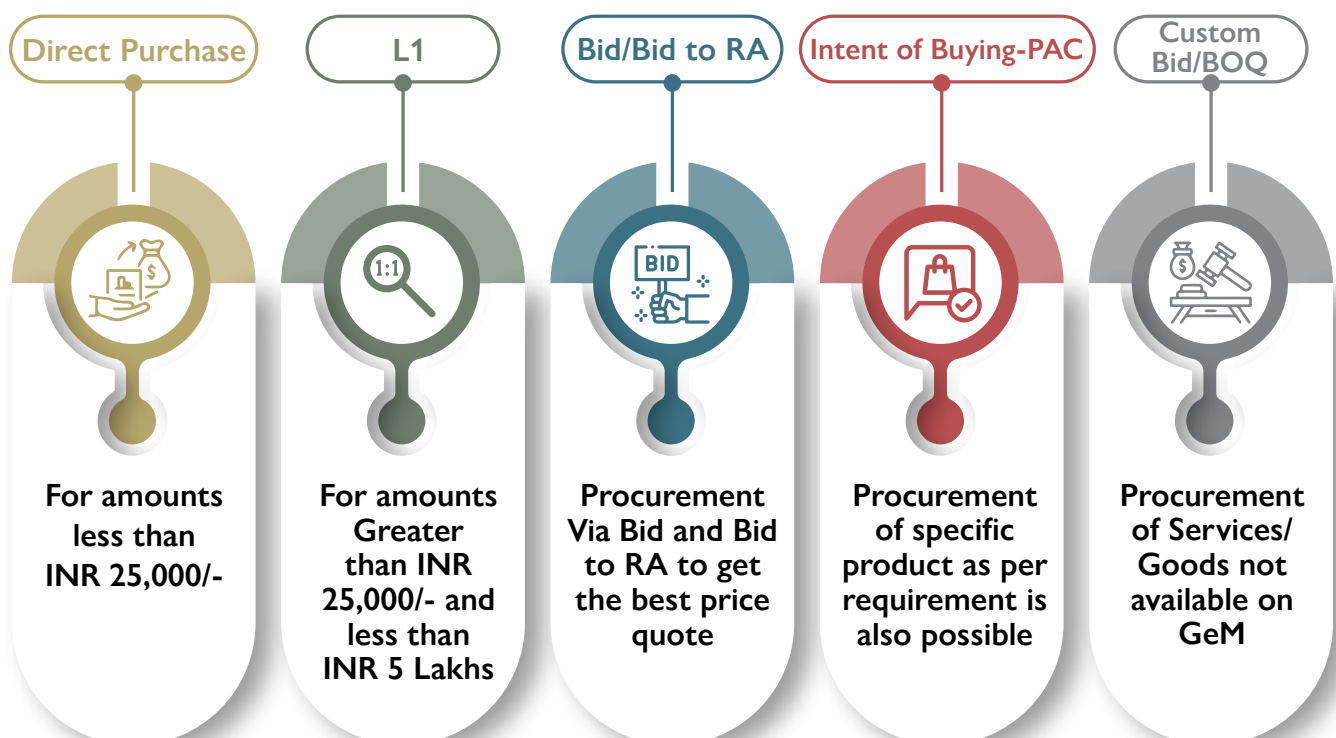 Direct Purchase
L1
Bid/Bid to RA
Intent of Buying-PAC
Custom
Bid/BOQ
$
1:1
BID
$
For amounts
less than
INR 25,000/-
For amounts
Greater
than INR
25,000/- and
less than
INR 5 Lakhs
Procurement
Via Bid and Bid
to RA to get
the best price
quote
Procurement
of specific
product as per
requirement is
also possible
Procurement
of Services/
Goods not
available on
GeM